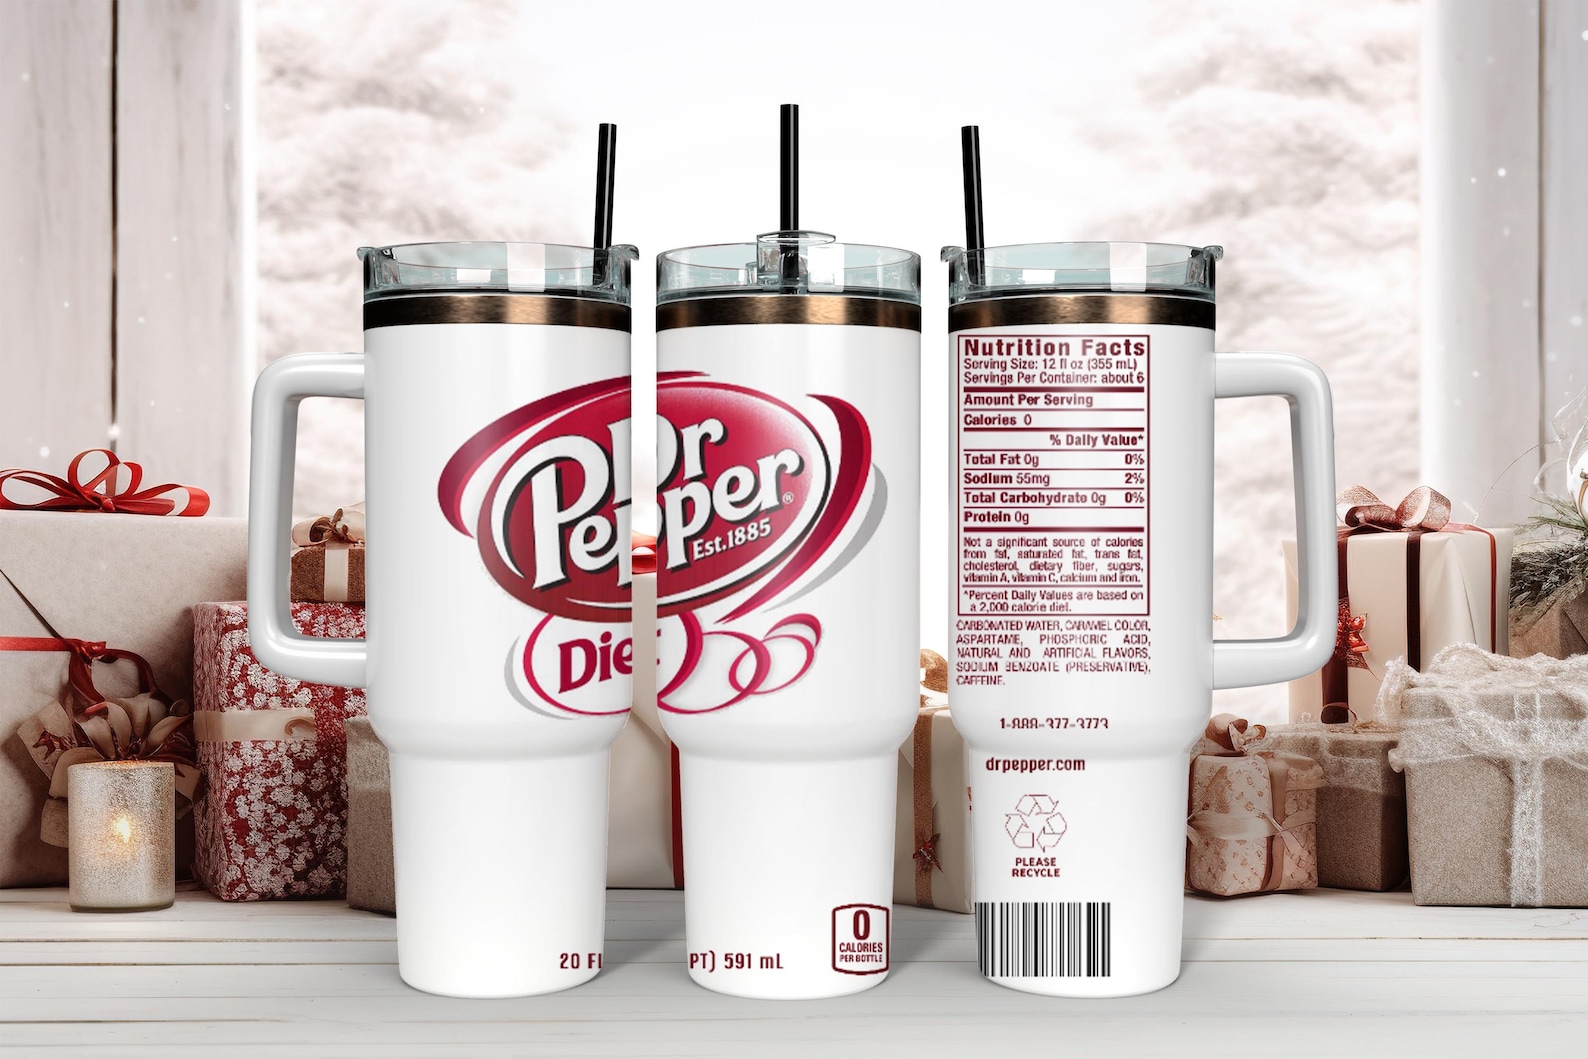 Dr
Pepper®
Est.1885
Diet
20 Fl
PT) 591 mL
0
CALORIES
PER BOTTLE
Nutrition Facts
Serving Size: 12 fl oz (355 mL)
Servings Per Container: about 6
Amount Per Serving
Calories 0
% Daily Value*
Total Fat 0g 0%
Sodium 55mg 2%
Total Carbohydrate 0g 0%
Protein 0g
Not a significant source of calories
from fat, saturated fat, trans fat,
cholesterol, dietary fiber, sugars,
vitamin A, vitamin C, calcium and iron.
*Percent Daily Values are based on
a 2,000 calorie diet.
CARBONATED WATER, CARAMEL COLOR,
ASPARTAME, PHOSPHORIC ACID,
NATURAL AND ARTIFICIAL FLAVORS,
SODIUM BENZOATE (PRESERVATIVE),
CAFFEINE.
1-888-377-3773
drpepper.com
PLEASE
RECYCLE